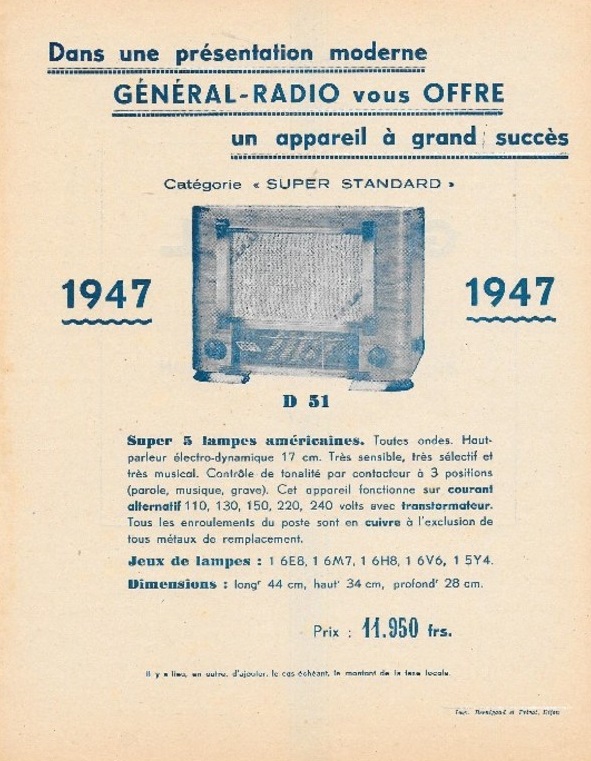 Dans une présentation moderne
GÉNÉRAL-RADIO vous OFFRE
un appareil à grand succès
Catégorie « SUPER STANDARD »
1947
1947
D 51
Super 5 lampes américaines. Toutes ondes. Haut-
parleur électro-dynamique 17 cm. Très sensible, très sélectif et
très musical. Contrôle de tonalité par contacteur à 3 positions
(parole, musique, grave). Cet appareil fonctionne sur courant
alternatif 110, 130, 150, 220, 240 volts avec transformateur.
Tous les enroulements du poste sont en cuivre à l'exclusion de
tous métaux de remplacement.
Jeux de lampes : 1 6E8, 1 6M7, 1 6H8, 1 6V6, 1 5Y4.
Dimensions : longr 44 cm, hautr 34 cm, profondr 28 cm.
Prix : 11.950 frs.
Il y a lieu, en outre, d'ajouter, le cas échéant, le montant de la taxe locale.
Imp. et Dijon